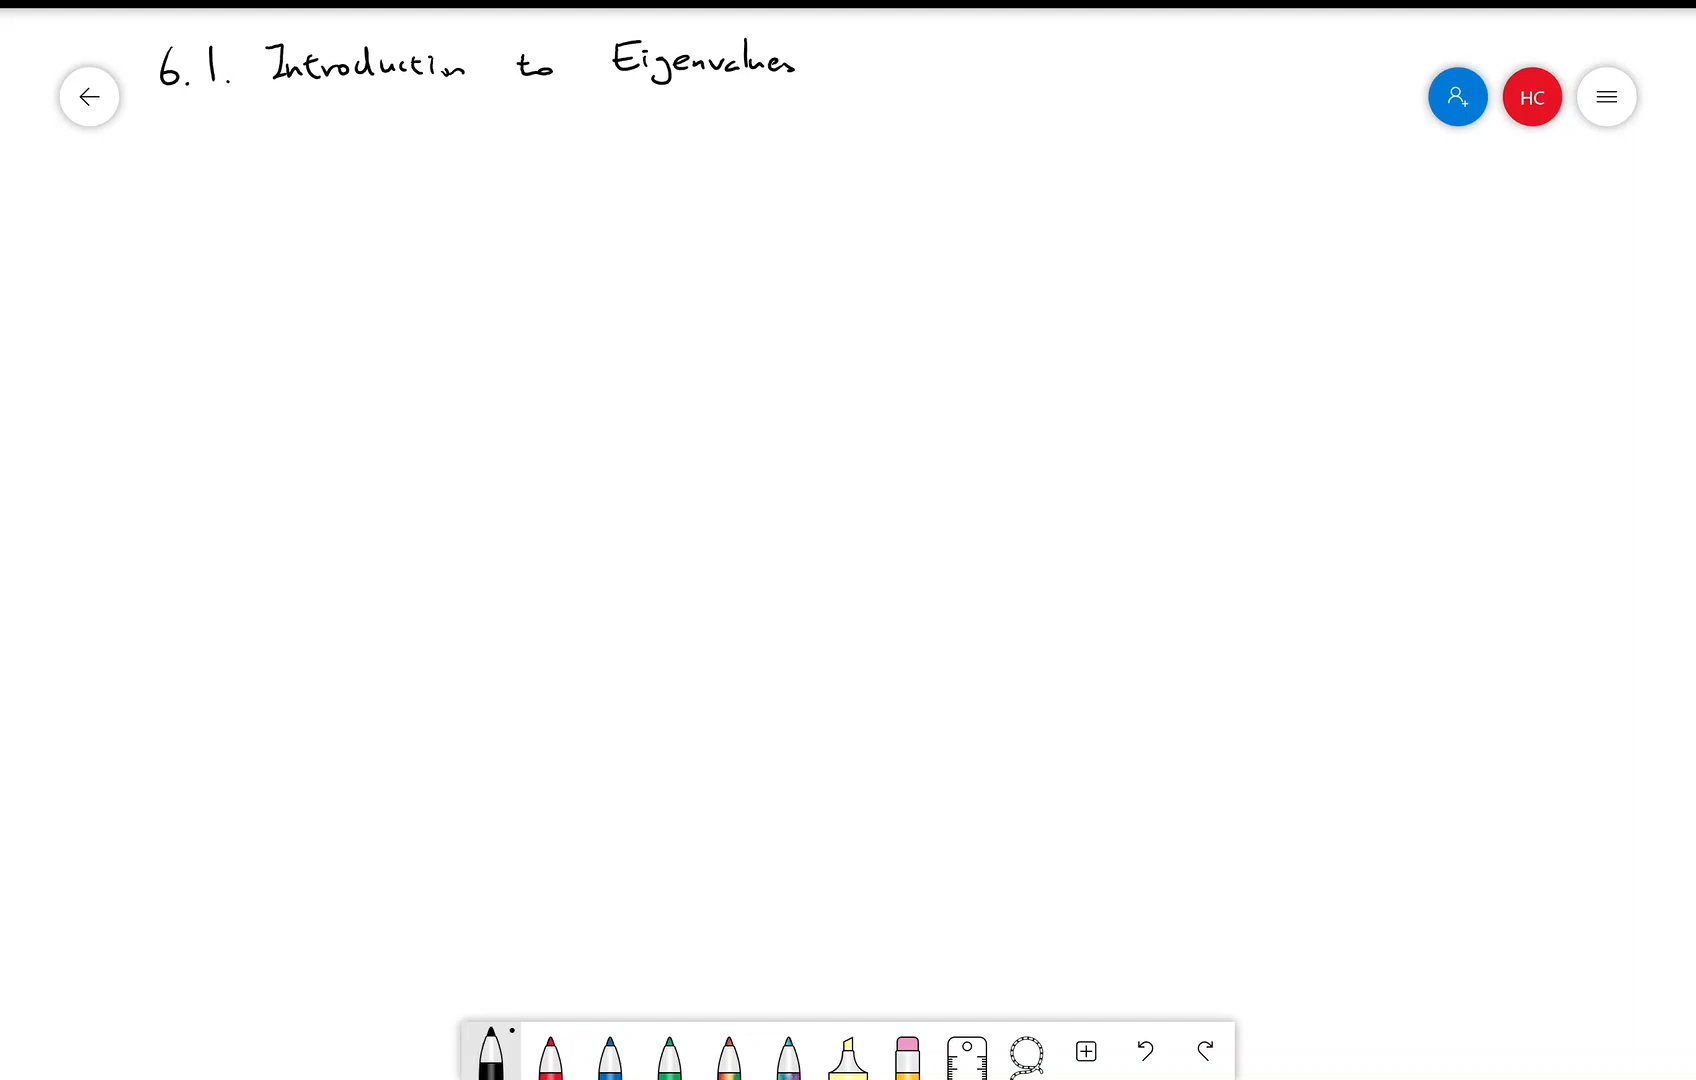 6.1. Introduction to Eigenvalues
HC